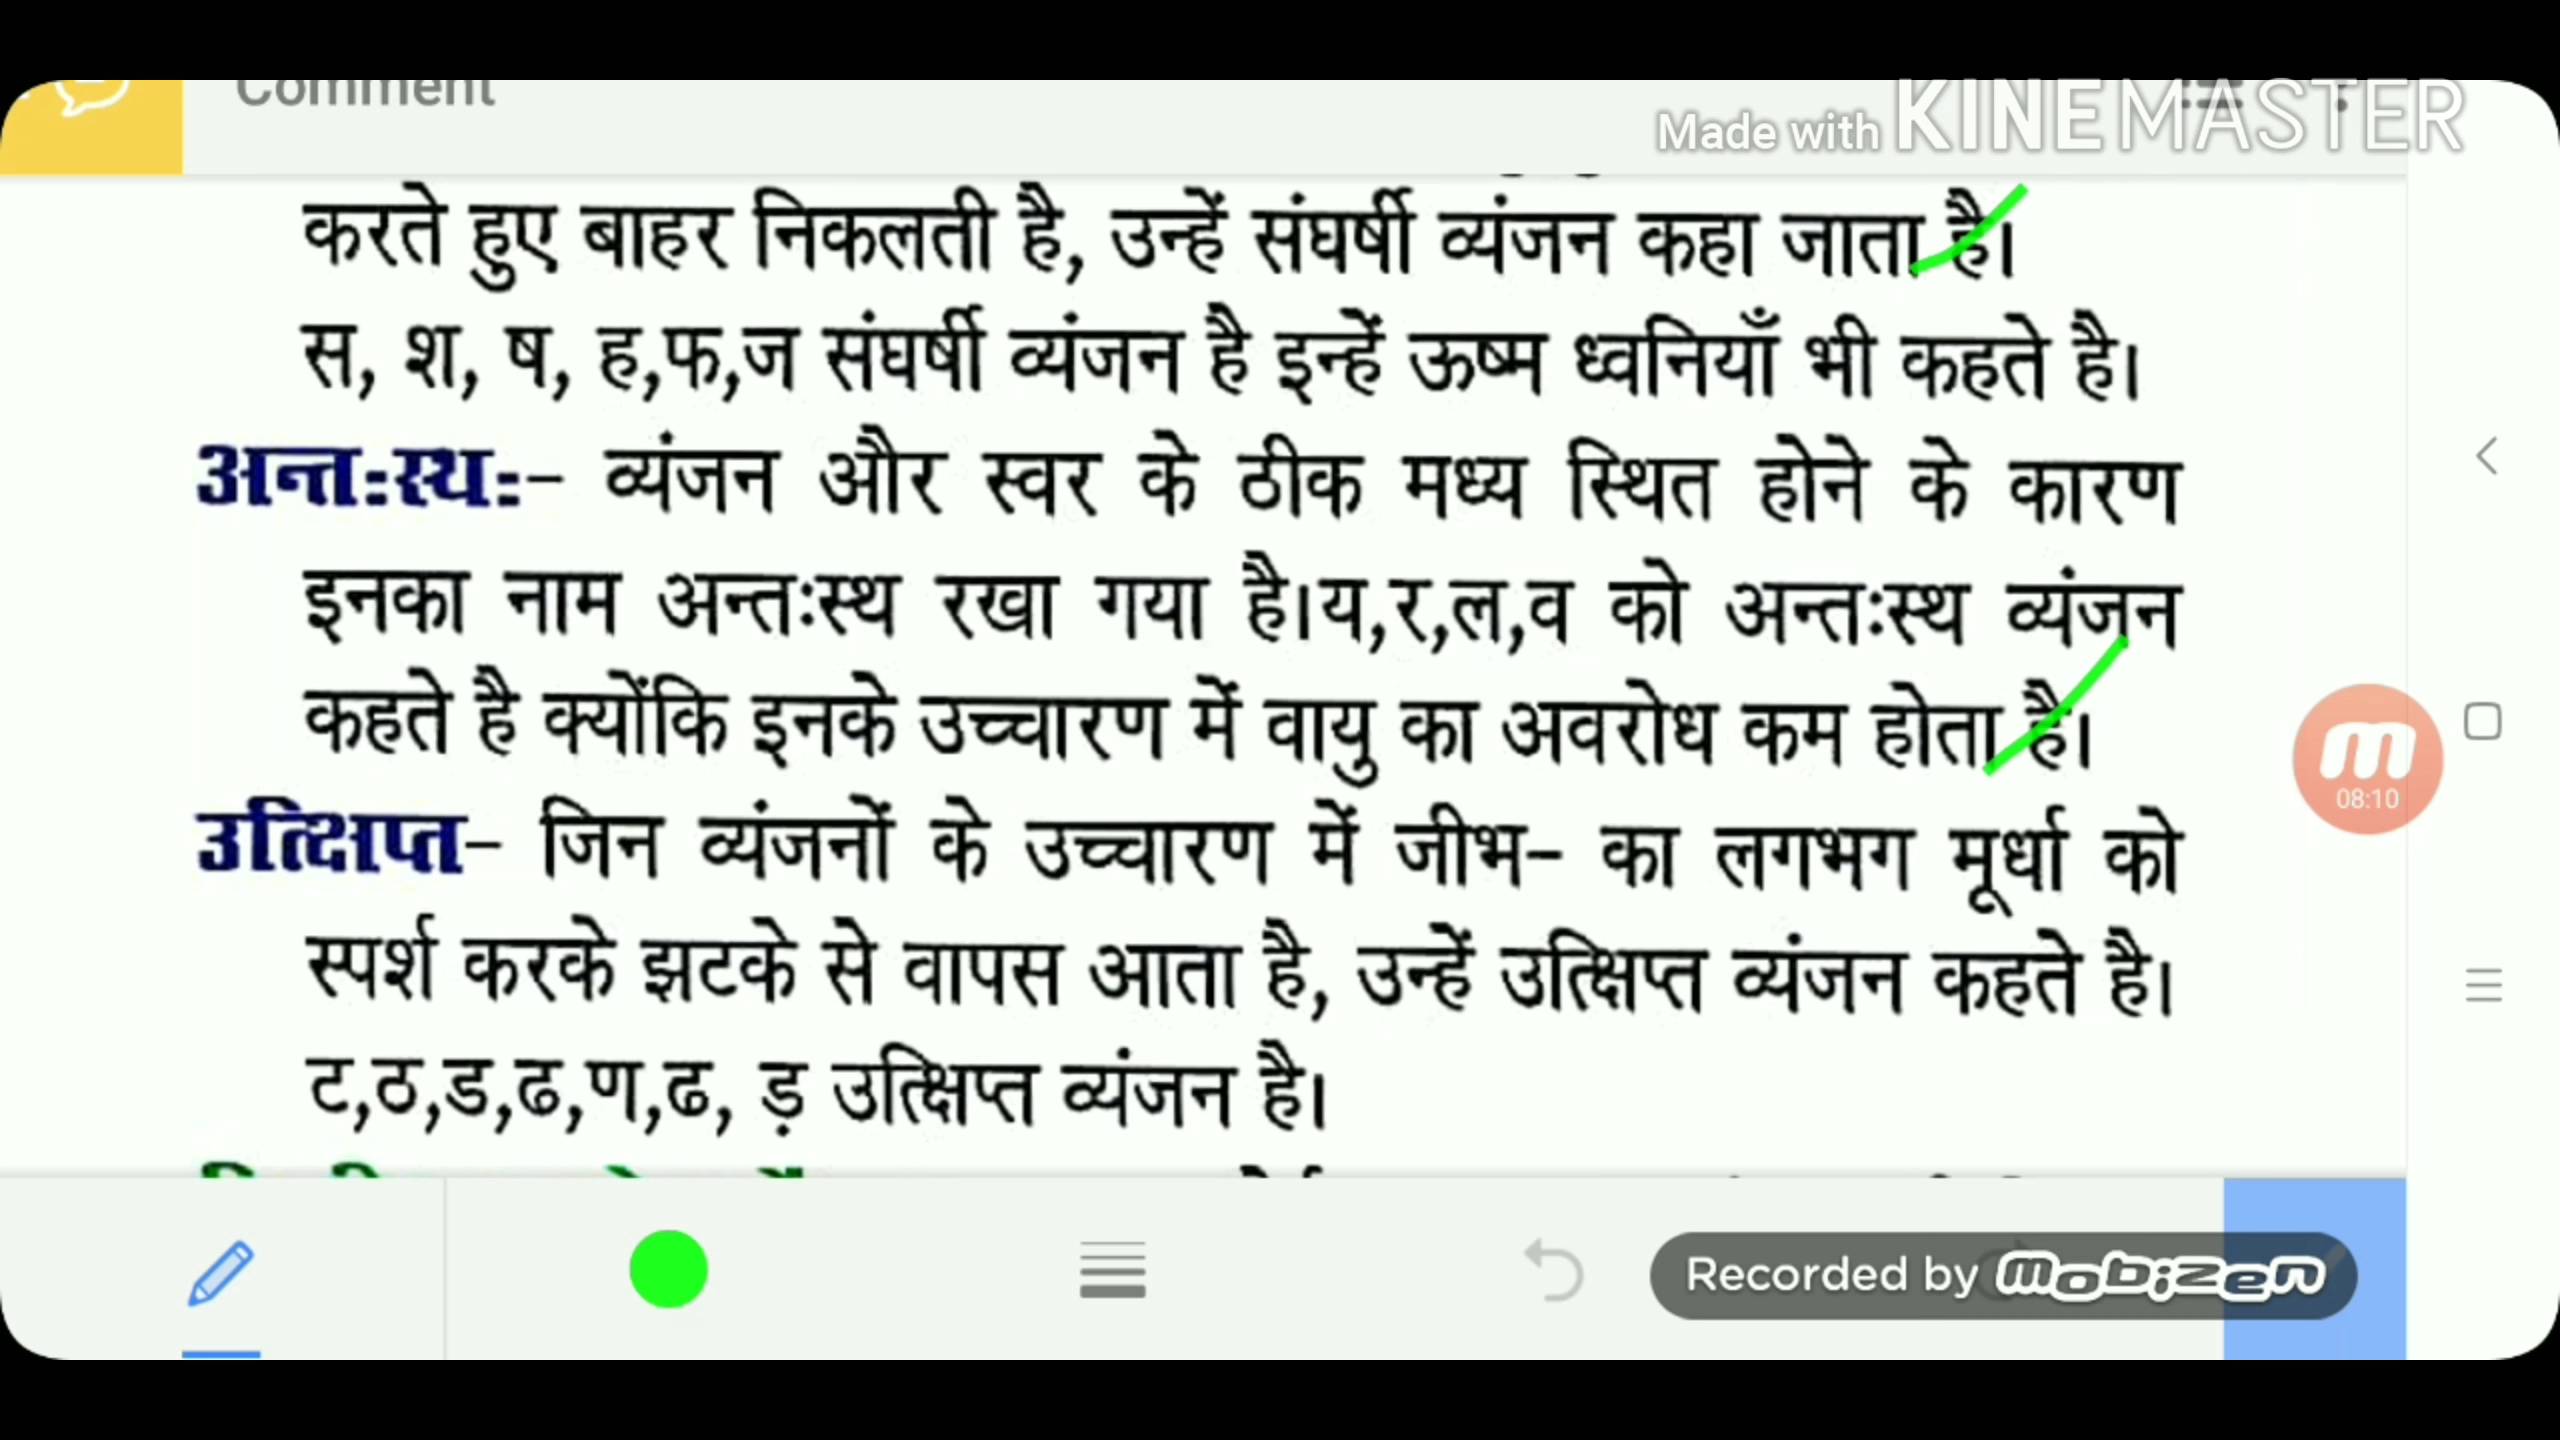 Comment
Made with KINEMASTER
करते हुए बाहर निकलती है, उन्हें संघर्षी व्यंजन कहा जाता है।
स, श, ष, ह,फ,ज संघर्षी व्यंजन है इन्हें ऊष्म ध्वनियाँ भी कहते है।
अन्तःस्थः– व्यंजन और स्वर के ठीक मध्य स्थित होने के कारण
इनका नाम अन्तःस्थ रखा गया है।य,र,ल,व को अन्तःस्थ व्यंजन
कहते है क्योंकि इनके उच्चारण में वायु का अवरोध कम होता है।
08:10
उत्क्षिप्त– जिन व्यंजनों के उच्चारण में जीभ– का लगभग मूर्धा को
स्पर्श करके झटके से वापस आता है, उन्हें उत्क्षिप्त व्यंजन कहते है।
ट,ठ,ड,ढ,ण,ढ, ड़ उत्क्षिप्त व्यंजन है।
Recorded by mobizen